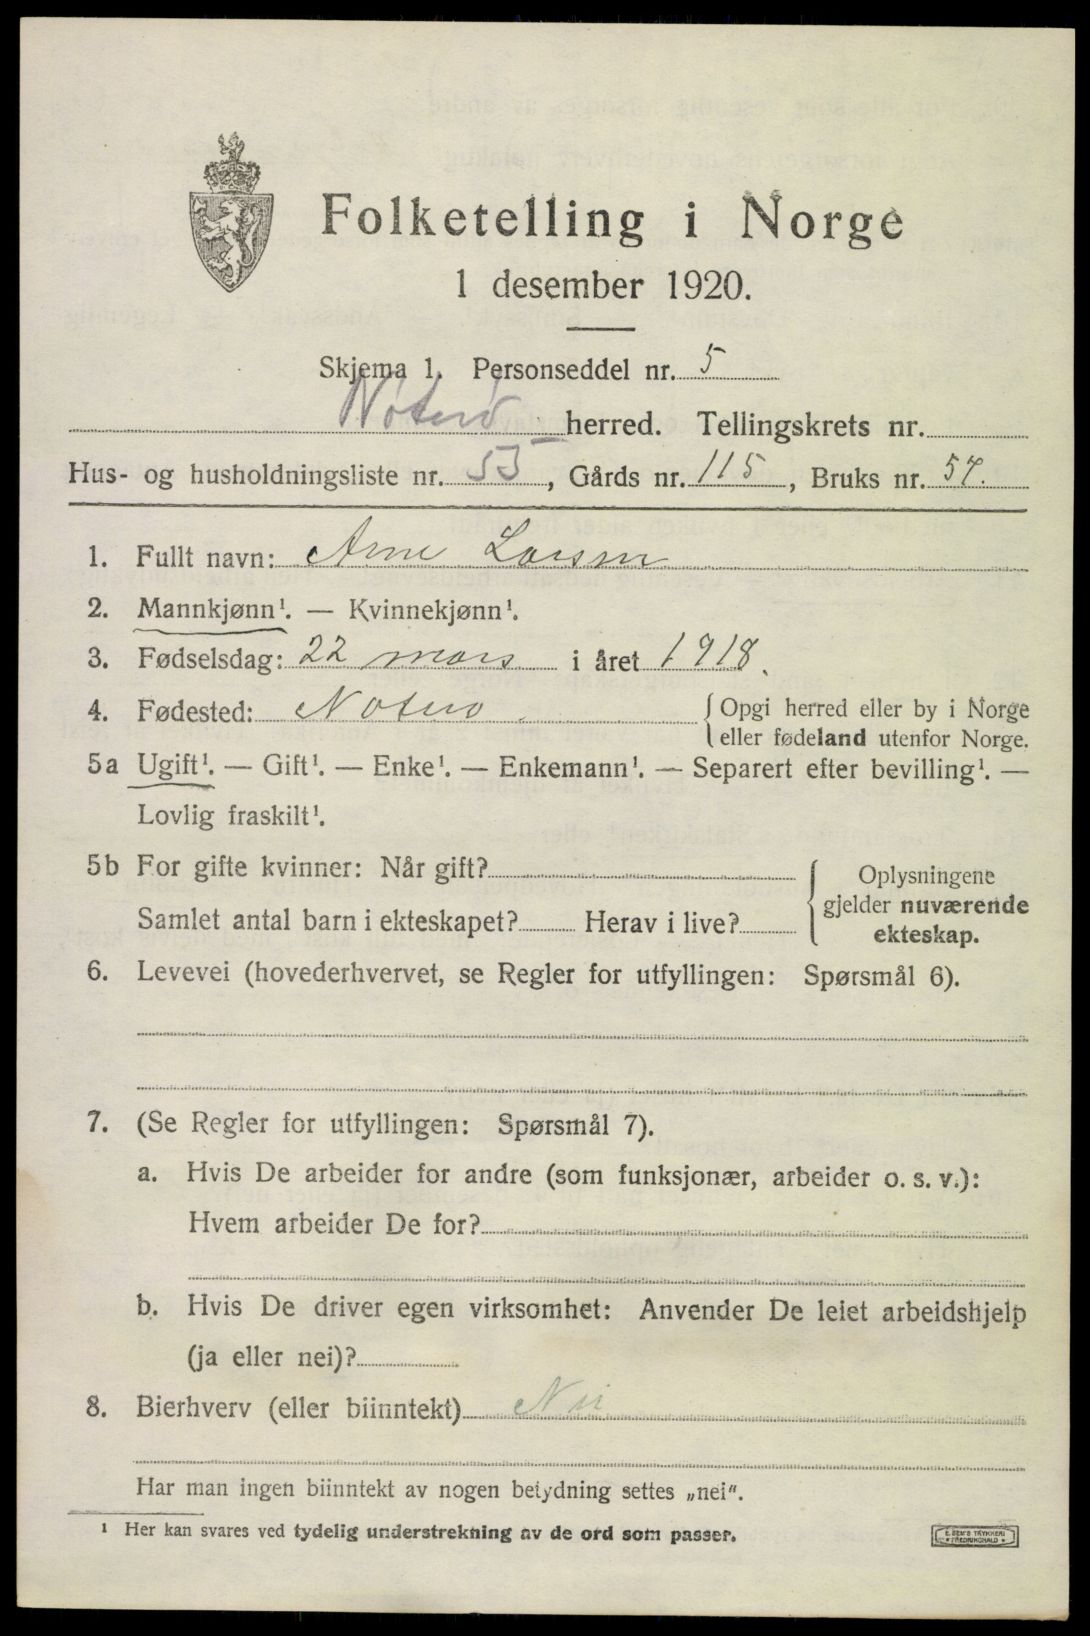 Folketelling i Norge
1 desember 1920.
Skjema 1. Personseddel nr. 5
Nøterø herred. Tellingskrets nr.
Hus- og husholdningsliste nr. 53, Gårds nr. 115, Bruks nr. 57.
1. Fullt navn: Arne Larsen
2. Mannkjønn¹. — Kvinnekjønn¹.
3. Fødselsdag: 22 mars i året 1918.
4. Fødested: Nøterø { Opgi herred eller by i Norge
eller fødeland utenfor Norge.
5a Ugift¹. — Gift¹. — Enke¹. — Enkemann¹. — Separert efter bevilling¹. —
Lovlig fraskilt¹.
5b For gifte kvinner: Når gift?
Samlet antal barn i ekteskapet? Herav i live?
{ Oplysningene
gjelder nuværende
ekteskap.
6. Levevei (hovederhvervet, se Regler for utfyllingen: Spørsmål 6).
7. (Se Regler for utfyllingen: Spørsmål 7).
a. Hvis De arbeider for andre (som funksjonær, arbeider o. s. v.):
Hvem arbeider De for?
b. Hvis De driver egen virksomhet: Anvender De leiet arbeidshjelp
(ja eller nei)?
8. Bierhverv (eller biinntekt) Nei
Har man ingen biinntekt av nogen betydning settes „nei".
¹ Her kan svares ved tydelig understrekning av de ord som passer.
E. SEM'S TRYKKERI
FREDRIKSHALD